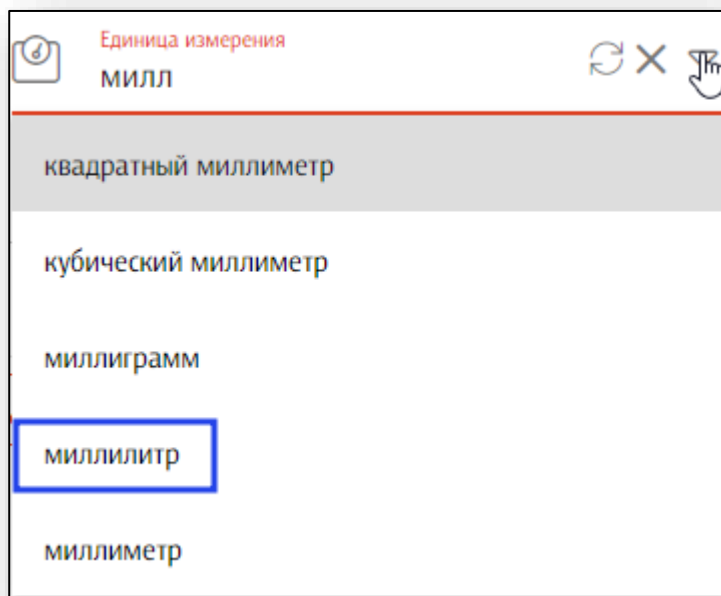 Единица измерения
милл
квадратный миллиметр
кубический миллиметр
миллиграмм
миллилитр
миллиметр